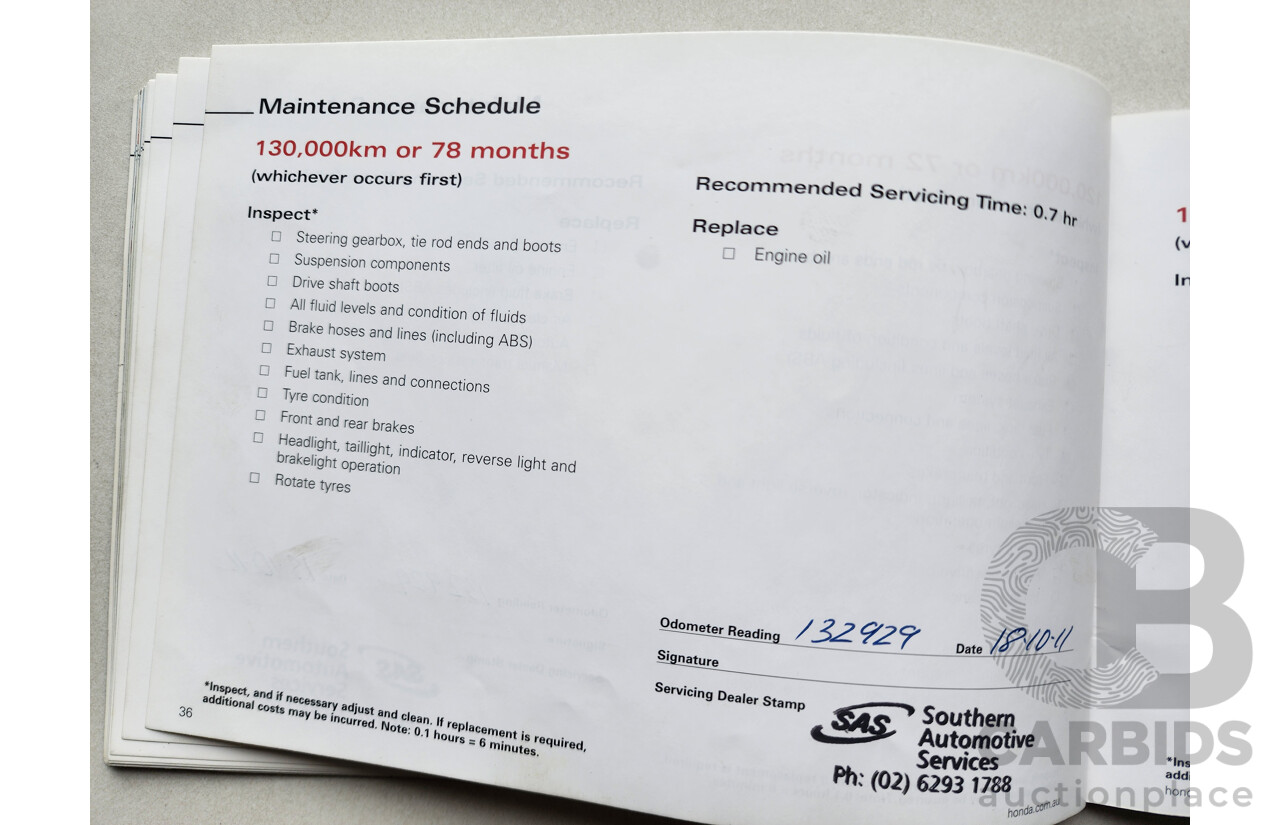 Maintenance Schedule
130,000km or 78 months
(whichever occurs first)
Inspect*
Steering gearbox, tie rod ends and boots
Suspension components
Drive shaft boots
All fluid levels and condition of fluids
Brake hoses and lines (including ABS)
Exhaust system
Fuel tank, lines and connections
Tyre condition
Front and rear brakes
Headlight, taillight, indicator, reverse light and
brakelight operation
Rotate tyres
*Inspect, and if necessary adjust and clean. If replacement is required,
additional costs may be incurred. Note: 0.1 hours = 6 minutes.
36
Recommended Servicing Time: 0.7 hr
Replace
Engine oil
Odometer Reading 132929 Date 18·10·11
Signature
Servicing Dealer Stamp
SAS Southern
Automotive
Services
Ph: (02) 6293 1788
honda.com.au
CB
CARBIDS
auctionplace